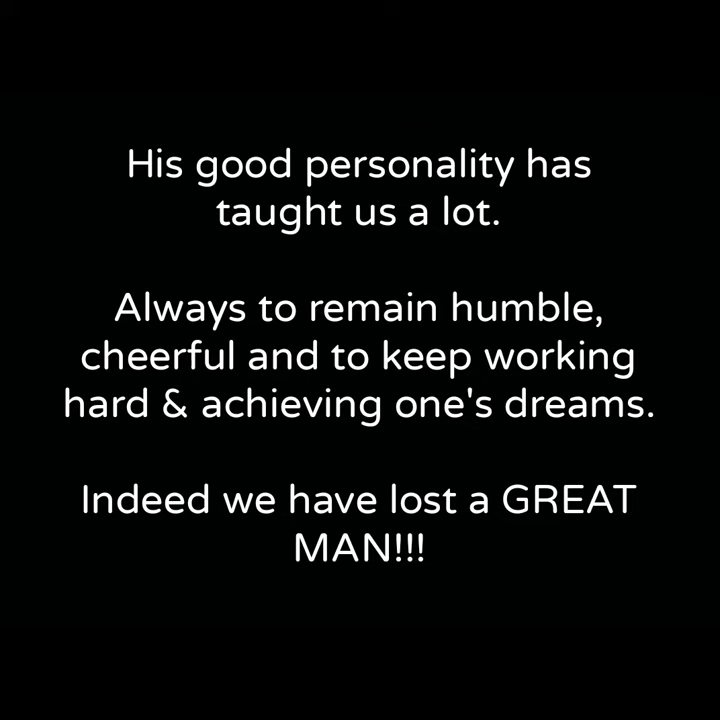 His good personality has
taught us a lot.
Always to remain humble,
cheerful and to keep working
hard & achieving one's dreams.
Indeed we have lost a GREAT
MAN!!!